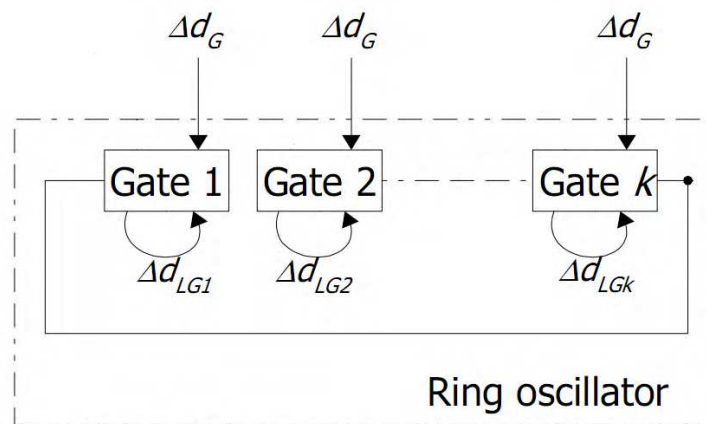 Δd_G Δd_G Δd_G
Gate 1 Gate 2 Gate k
Δd_LG1 Δd_LG2 Δd_LGk
Ring oscillator